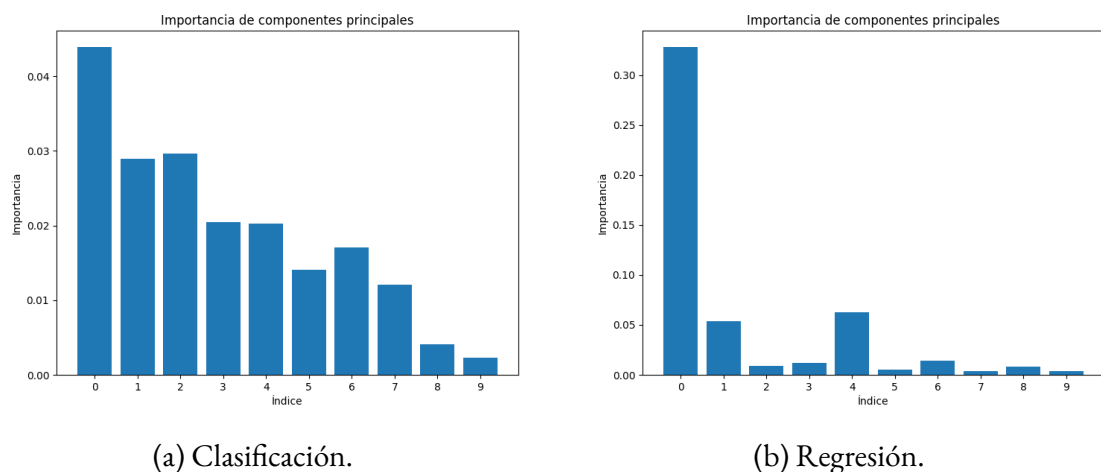 Importancia de componentes principales
Importancia
0.04
0.03
0.02
0.01
0.00
0 1 2 3 4 5 6 7 8 9
Índice
(a) Clasificación.
Importancia de componentes principales
Importancia
0.30
0.25
0.20
0.15
0.10
0.05
0.00
0 1 2 3 4 5 6 7 8 9
Índice
(b) Regresión.